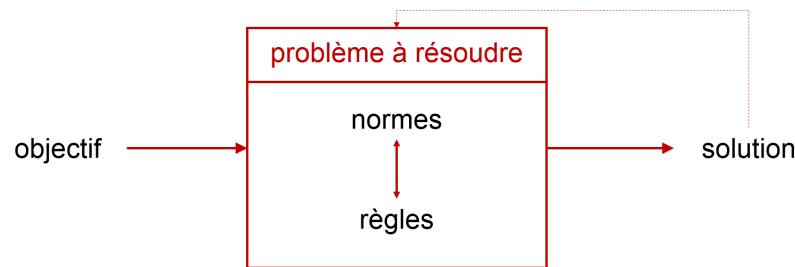 problème à résoudre
normes
objectif
solution
règles